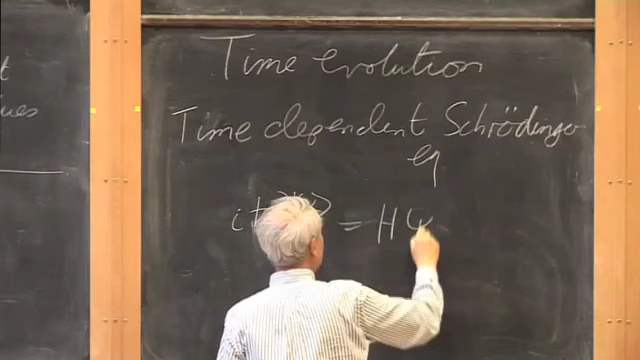 Time evolution
Time dependent Schrödinger
eq
= HΨ